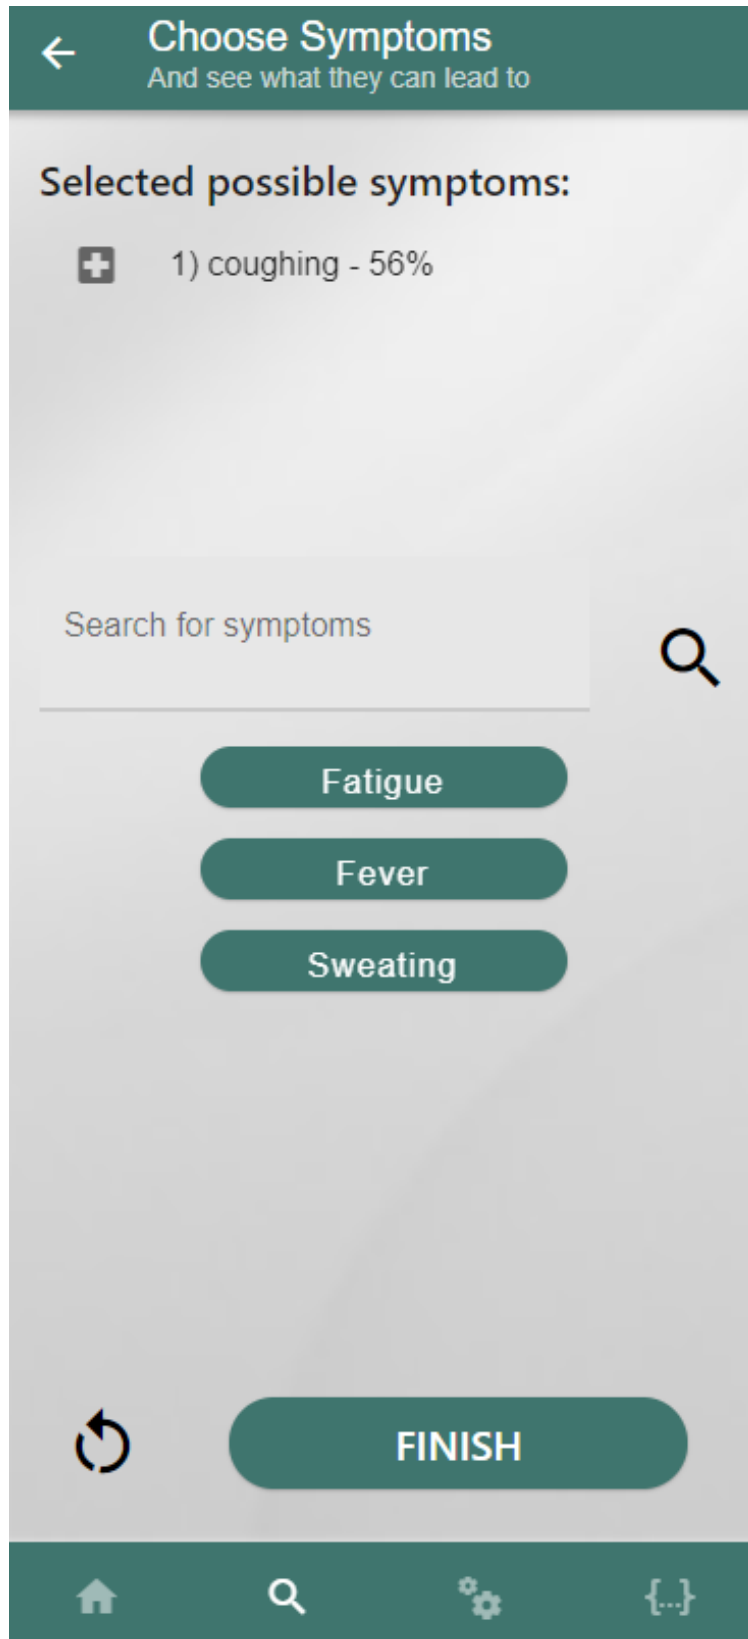 Choose Symptoms
And see what they can lead to
Selected possible symptoms:
1) coughing - 56%
Search for symptoms
Fatigue
Fever
Sweating
FINISH
{...}